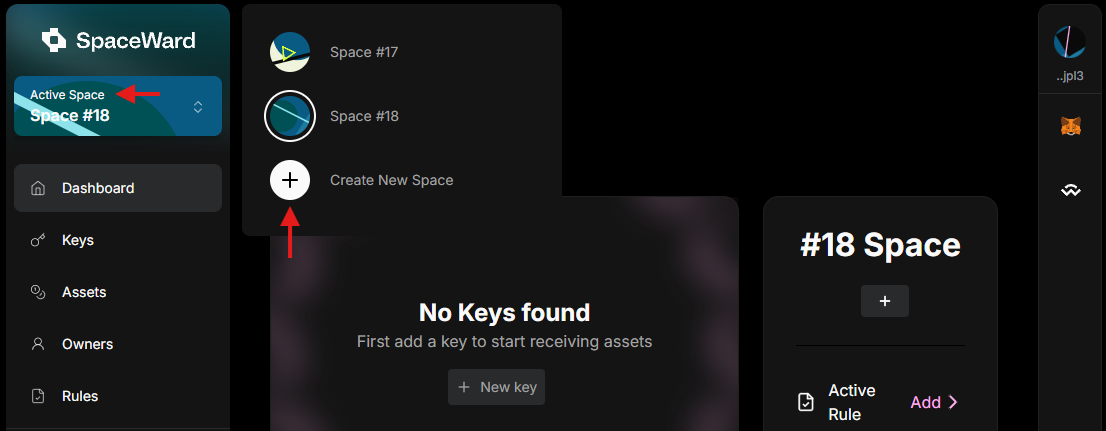 SpaceWard
Active Space
Space #18
Dashboard
Keys
Assets
Owners
Rules
Space #17
Space #18
Create New Space
No Keys found
First add a key to start receiving assets
+ New key
#18 Space
+
Active
Rule
Add >
..jpl3